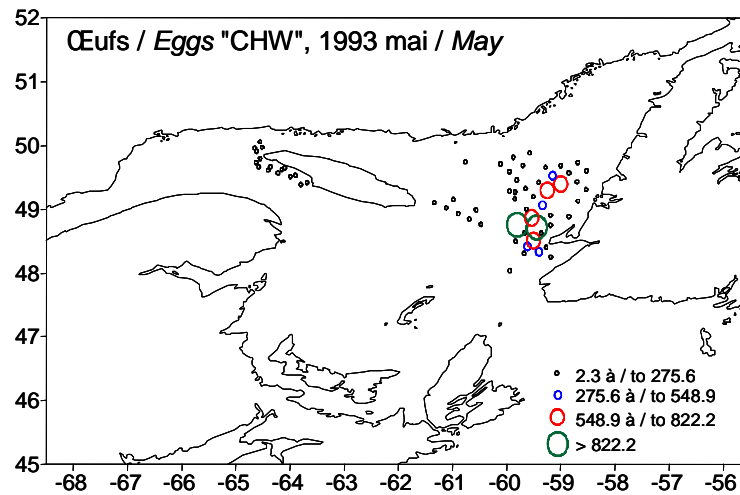 52
Œufs / Eggs "CHW", 1993 mai / May
51
50
49
48
47
46
45
2.3 à / to 275.6
275.6 à / to 548.9
548.9 à / to 822.2
> 822.2
-68 -67 -66 -65 -64 -63 -62 -61 -60 -59 -58 -57 -56